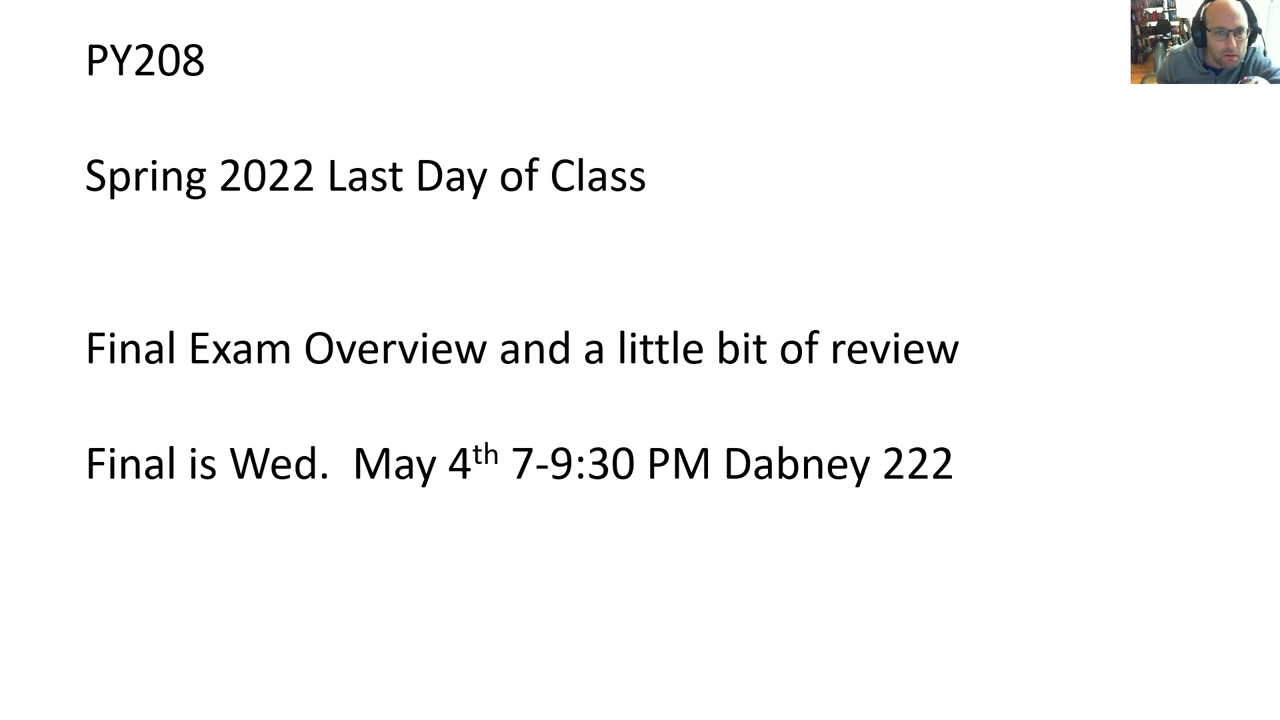 PY208
Spring 2022 Last Day of Class
Final Exam Overview and a little bit of review
Final is Wed.  May 4th 7-9:30 PM Dabney 222